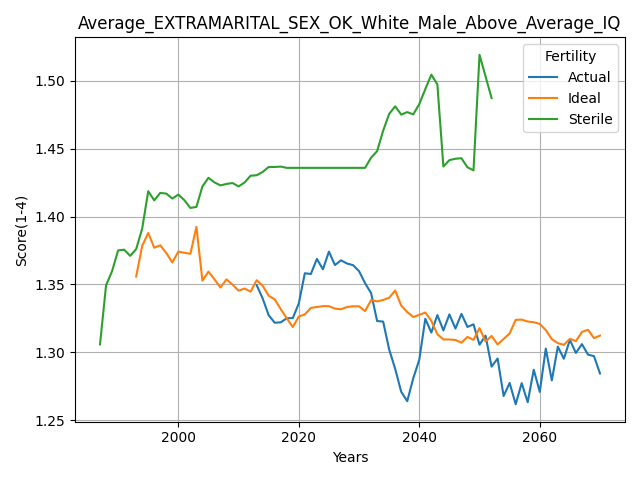 Average_EXTRAMARITAL_SEX_OK_White_Male_Above_Average_IQ
Fertility
Actual
Ideal
Sterile
Score(1-4)
1.50
1.45
1.40
1.35
1.30
1.25
2000 2020 2040 2060
Years